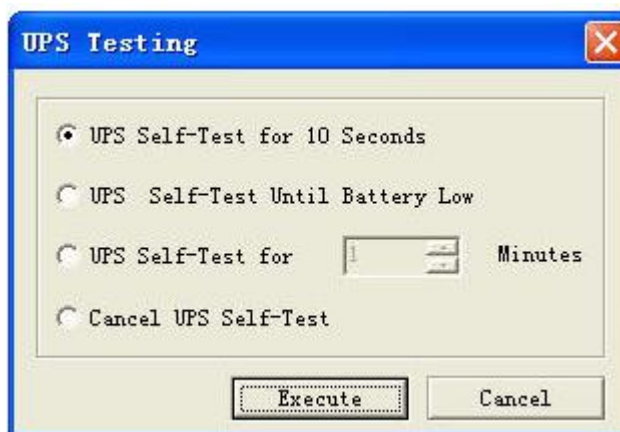 UPS Testing
UPS Self-Test for 10 Seconds
UPS Self-Test Until Battery Low
UPS Self-Test for 1 Minutes
Cancel UPS Self-Test
Execute Cancel